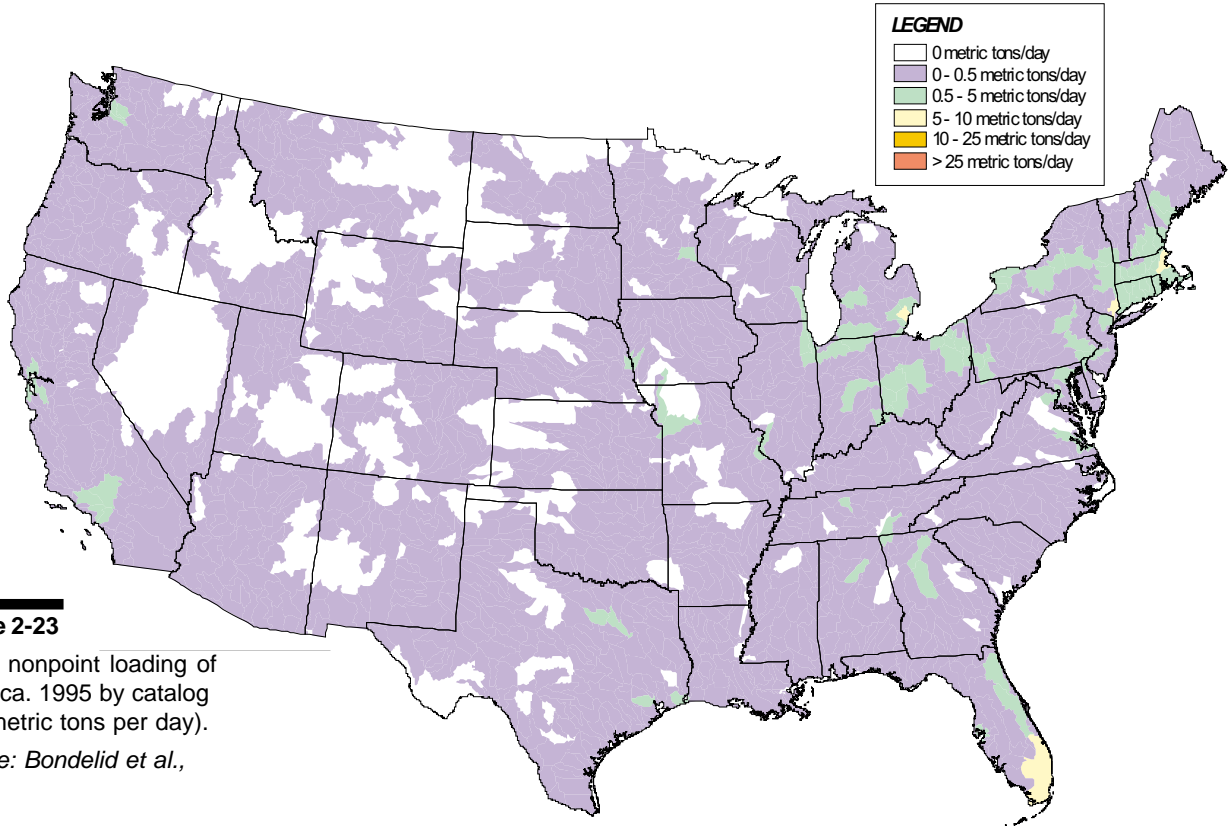 LEGEND
0 metric tons/day
0 - 0.5 metric tons/day
0.5 - 5 metric tons/day
5 - 10 metric tons/day
10 - 25 metric tons/day
> 25 metric tons/day
e 2-23
nonpoint loading of
ca. 1995 by catalog
metric tons per day).
e: Bondelid et al.,